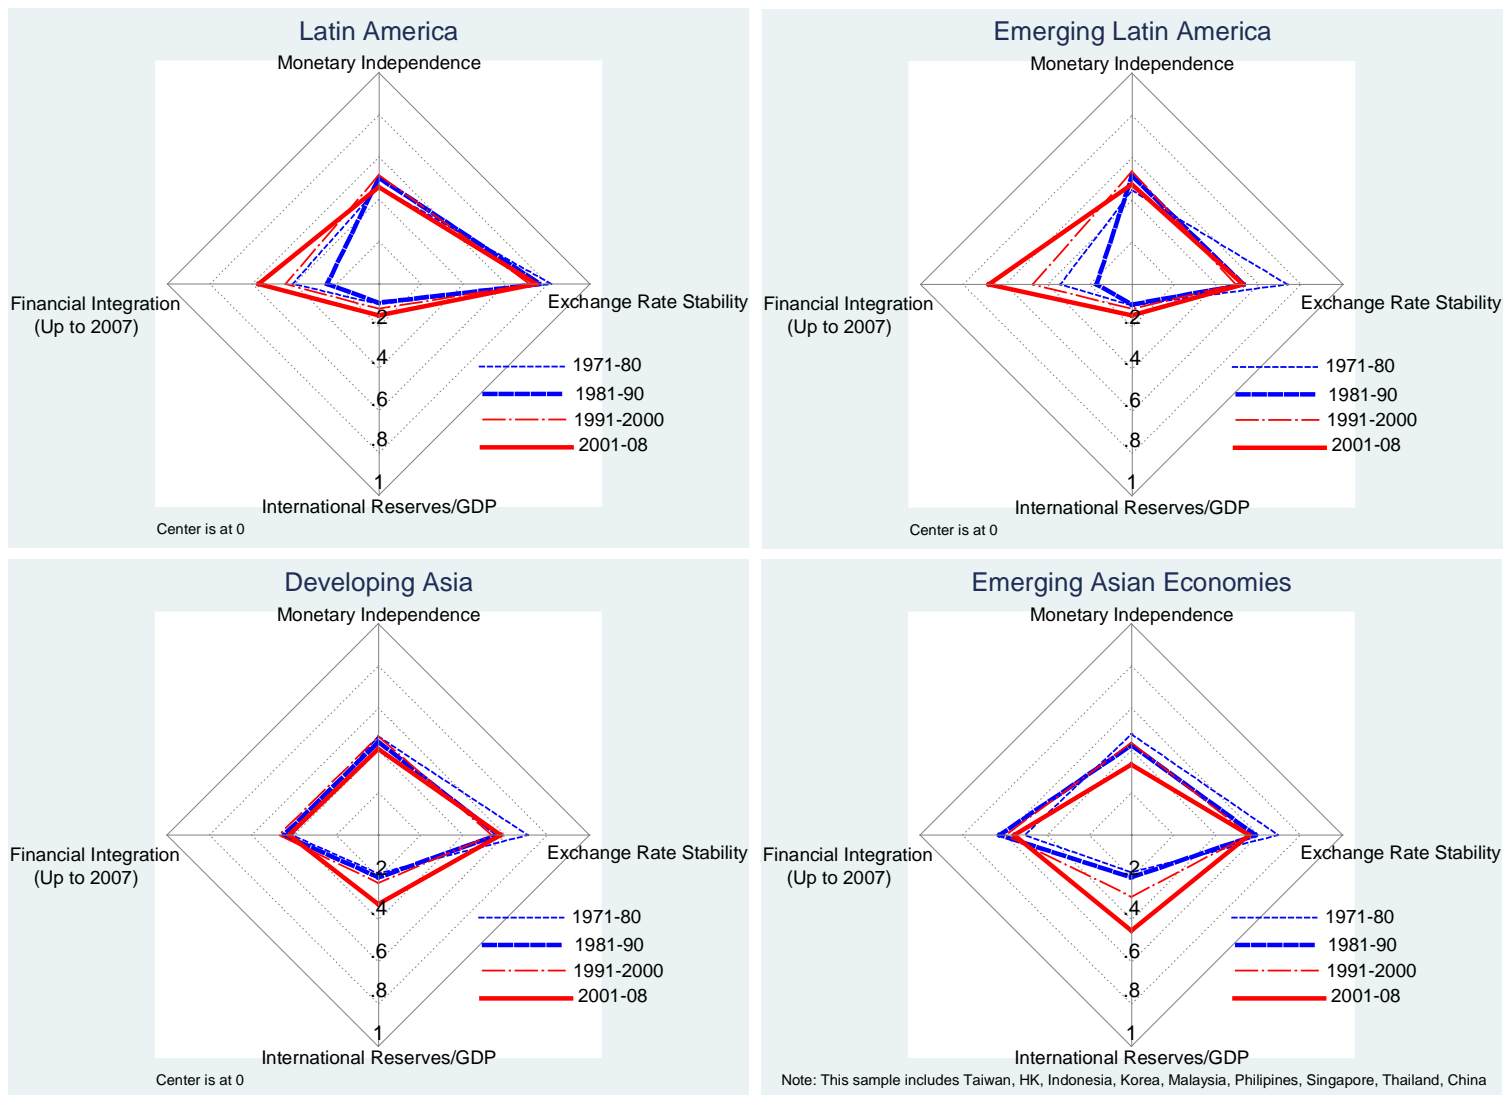 Latin America
Monetary Independence
Financial Integration
(Up to 2007)
Exchange Rate Stability
.2
.4
.6
.8
1
1971-80
1981-90
1991-2000
2001-08
International Reserves/GDP
Center is at 0
Emerging Latin America
Monetary Independence
Financial Integration
(Up to 2007)
Exchange Rate Stability
.2
.4
.6
.8
1
1971-80
1981-90
1991-2000
2001-08
International Reserves/GDP
Center is at 0
Developing Asia
Monetary Independence
Financial Integration
(Up to 2007)
Exchange Rate Stability
.2
.4
.6
.8
1
1971-80
1981-90
1991-2000
2001-08
International Reserves/GDP
Center is at 0
Emerging Asian Economies
Monetary Independence
Financial Integration
(Up to 2007)
Exchange Rate Stability
.2
.4
.6
.8
1
1971-80
1981-90
1991-2000
2001-08
International Reserves/GDP
Note: This sample includes Taiwan, HK, Indonesia, Korea, Malaysia, Philipines, Singapore, Thailand, China